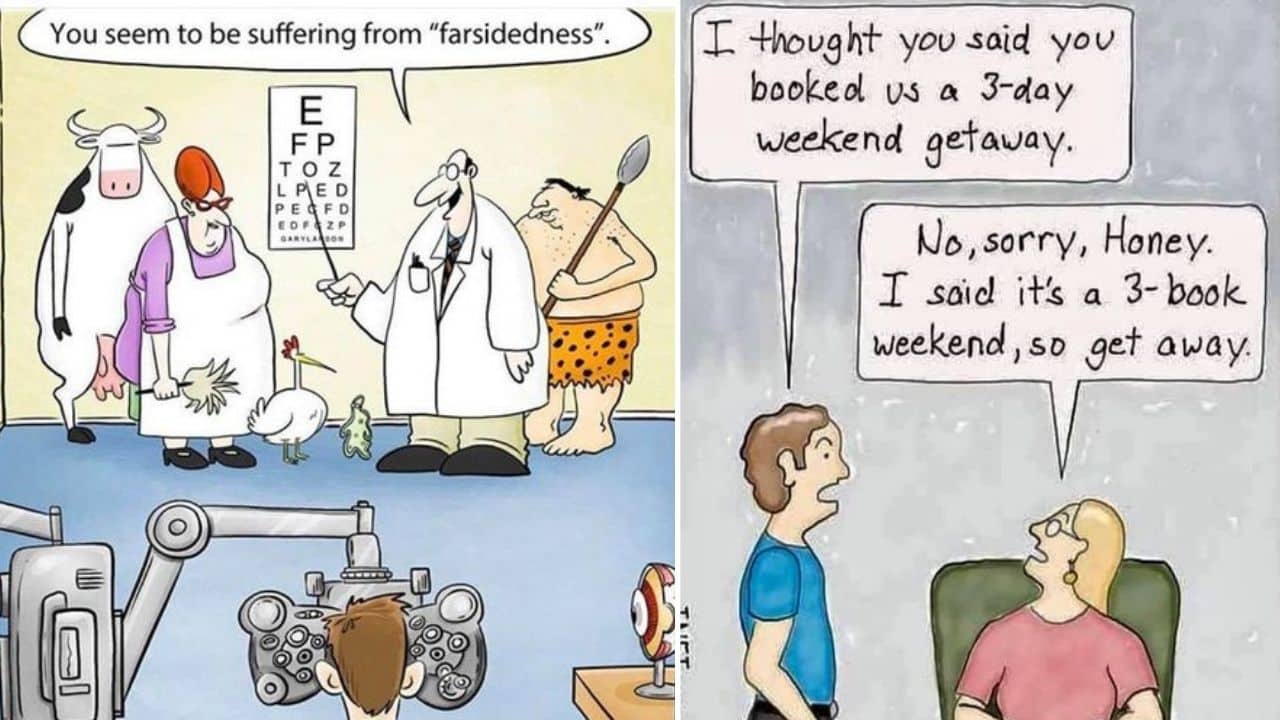 You seem to be suffering from “farsidedness”.
E
F P
T O Z
L P E D
P E C F D
E D F C Z P
GARYLARSON
I thought you said you
booked us a 3-day
weekend getaway.
No, sorry, Honey.
I said it's a 3-book
weekend, so get away.